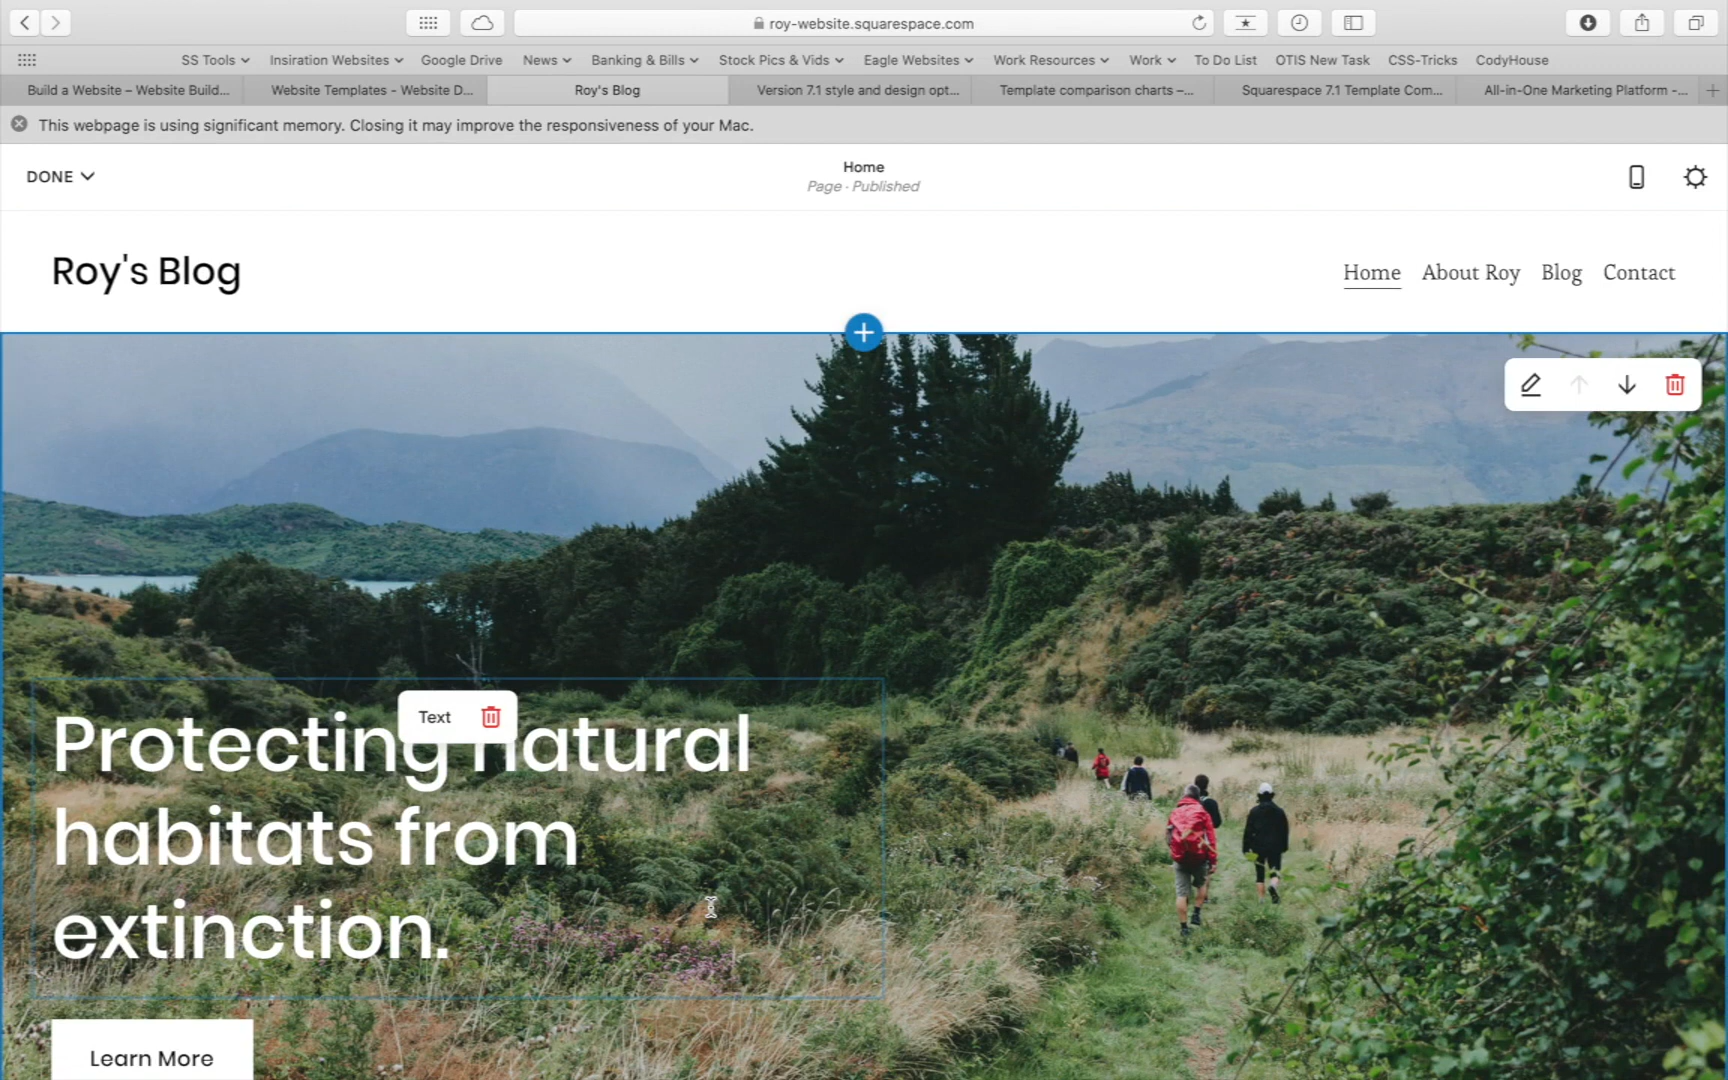 roy-website.squarespace.com
SS Tools Insiration Websites Google Drive News Banking & Bills Stock Pics & Vids Eagle Websites Work Resources Work To Do List OTIS New Task CSS-Tricks CodyHouse
Build a Website – Website Build... Website Templates - Website D... Roy's Blog Version 7.1 style and design opt... Template comparison charts –... Squarespace 7.1 Template Com... All-in-One Marketing Platform -...
This webpage is using significant memory. Closing it may improve the responsiveness of your Mac.
DONE
Home
Page · Published
Roy's Blog
Home About Roy Blog Contact
Text
Protecting natural
habitats from
extinction.
Learn More